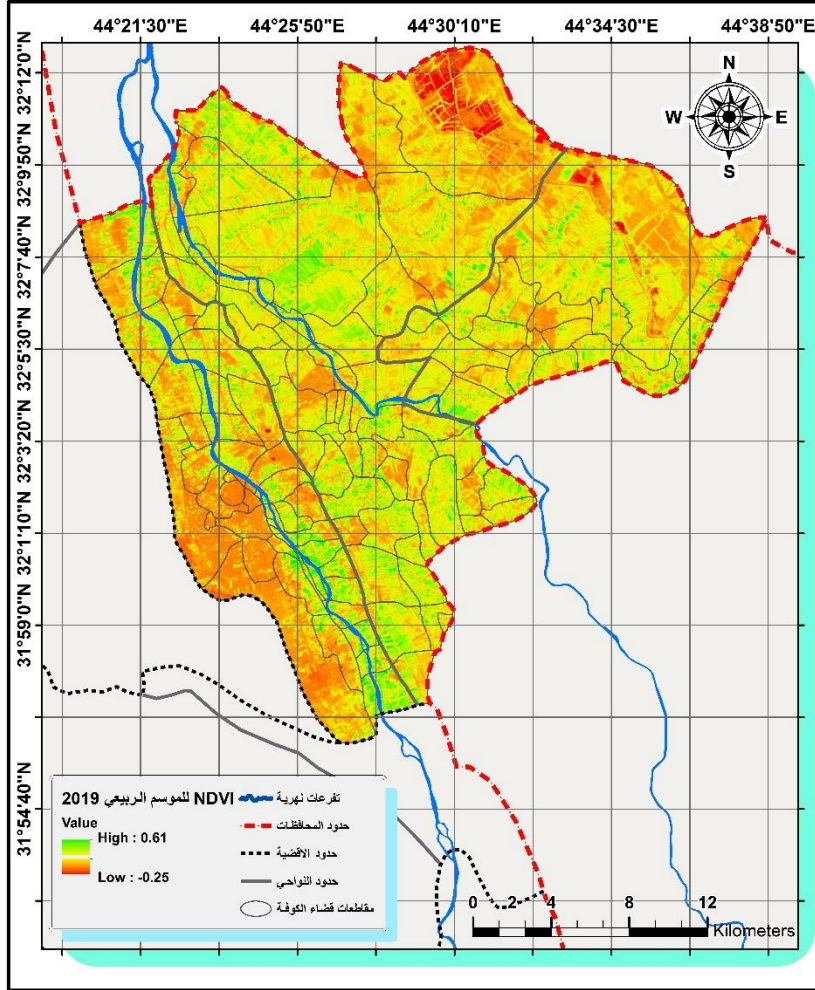 44°21'30"E 44°25'50"E 44°30'10"E 44°34'30"E 44°38'50"E
32°12'0"N
32°9'50"N
32°7'40"N
32°5'30"N
32°3'20"N
32°1'10"N
31°59'0"N
31°54'40"N
N
W E
S
NDVI للموسم الربيعي 2019
Value
High : 0.61
Low : -0.25
تفرعات نهرية
حدود المحافظات
حدود الاقضية
حدود النواحي
مقاطعات قضاء الكوفة
0 2 4 8 12
Kilometers